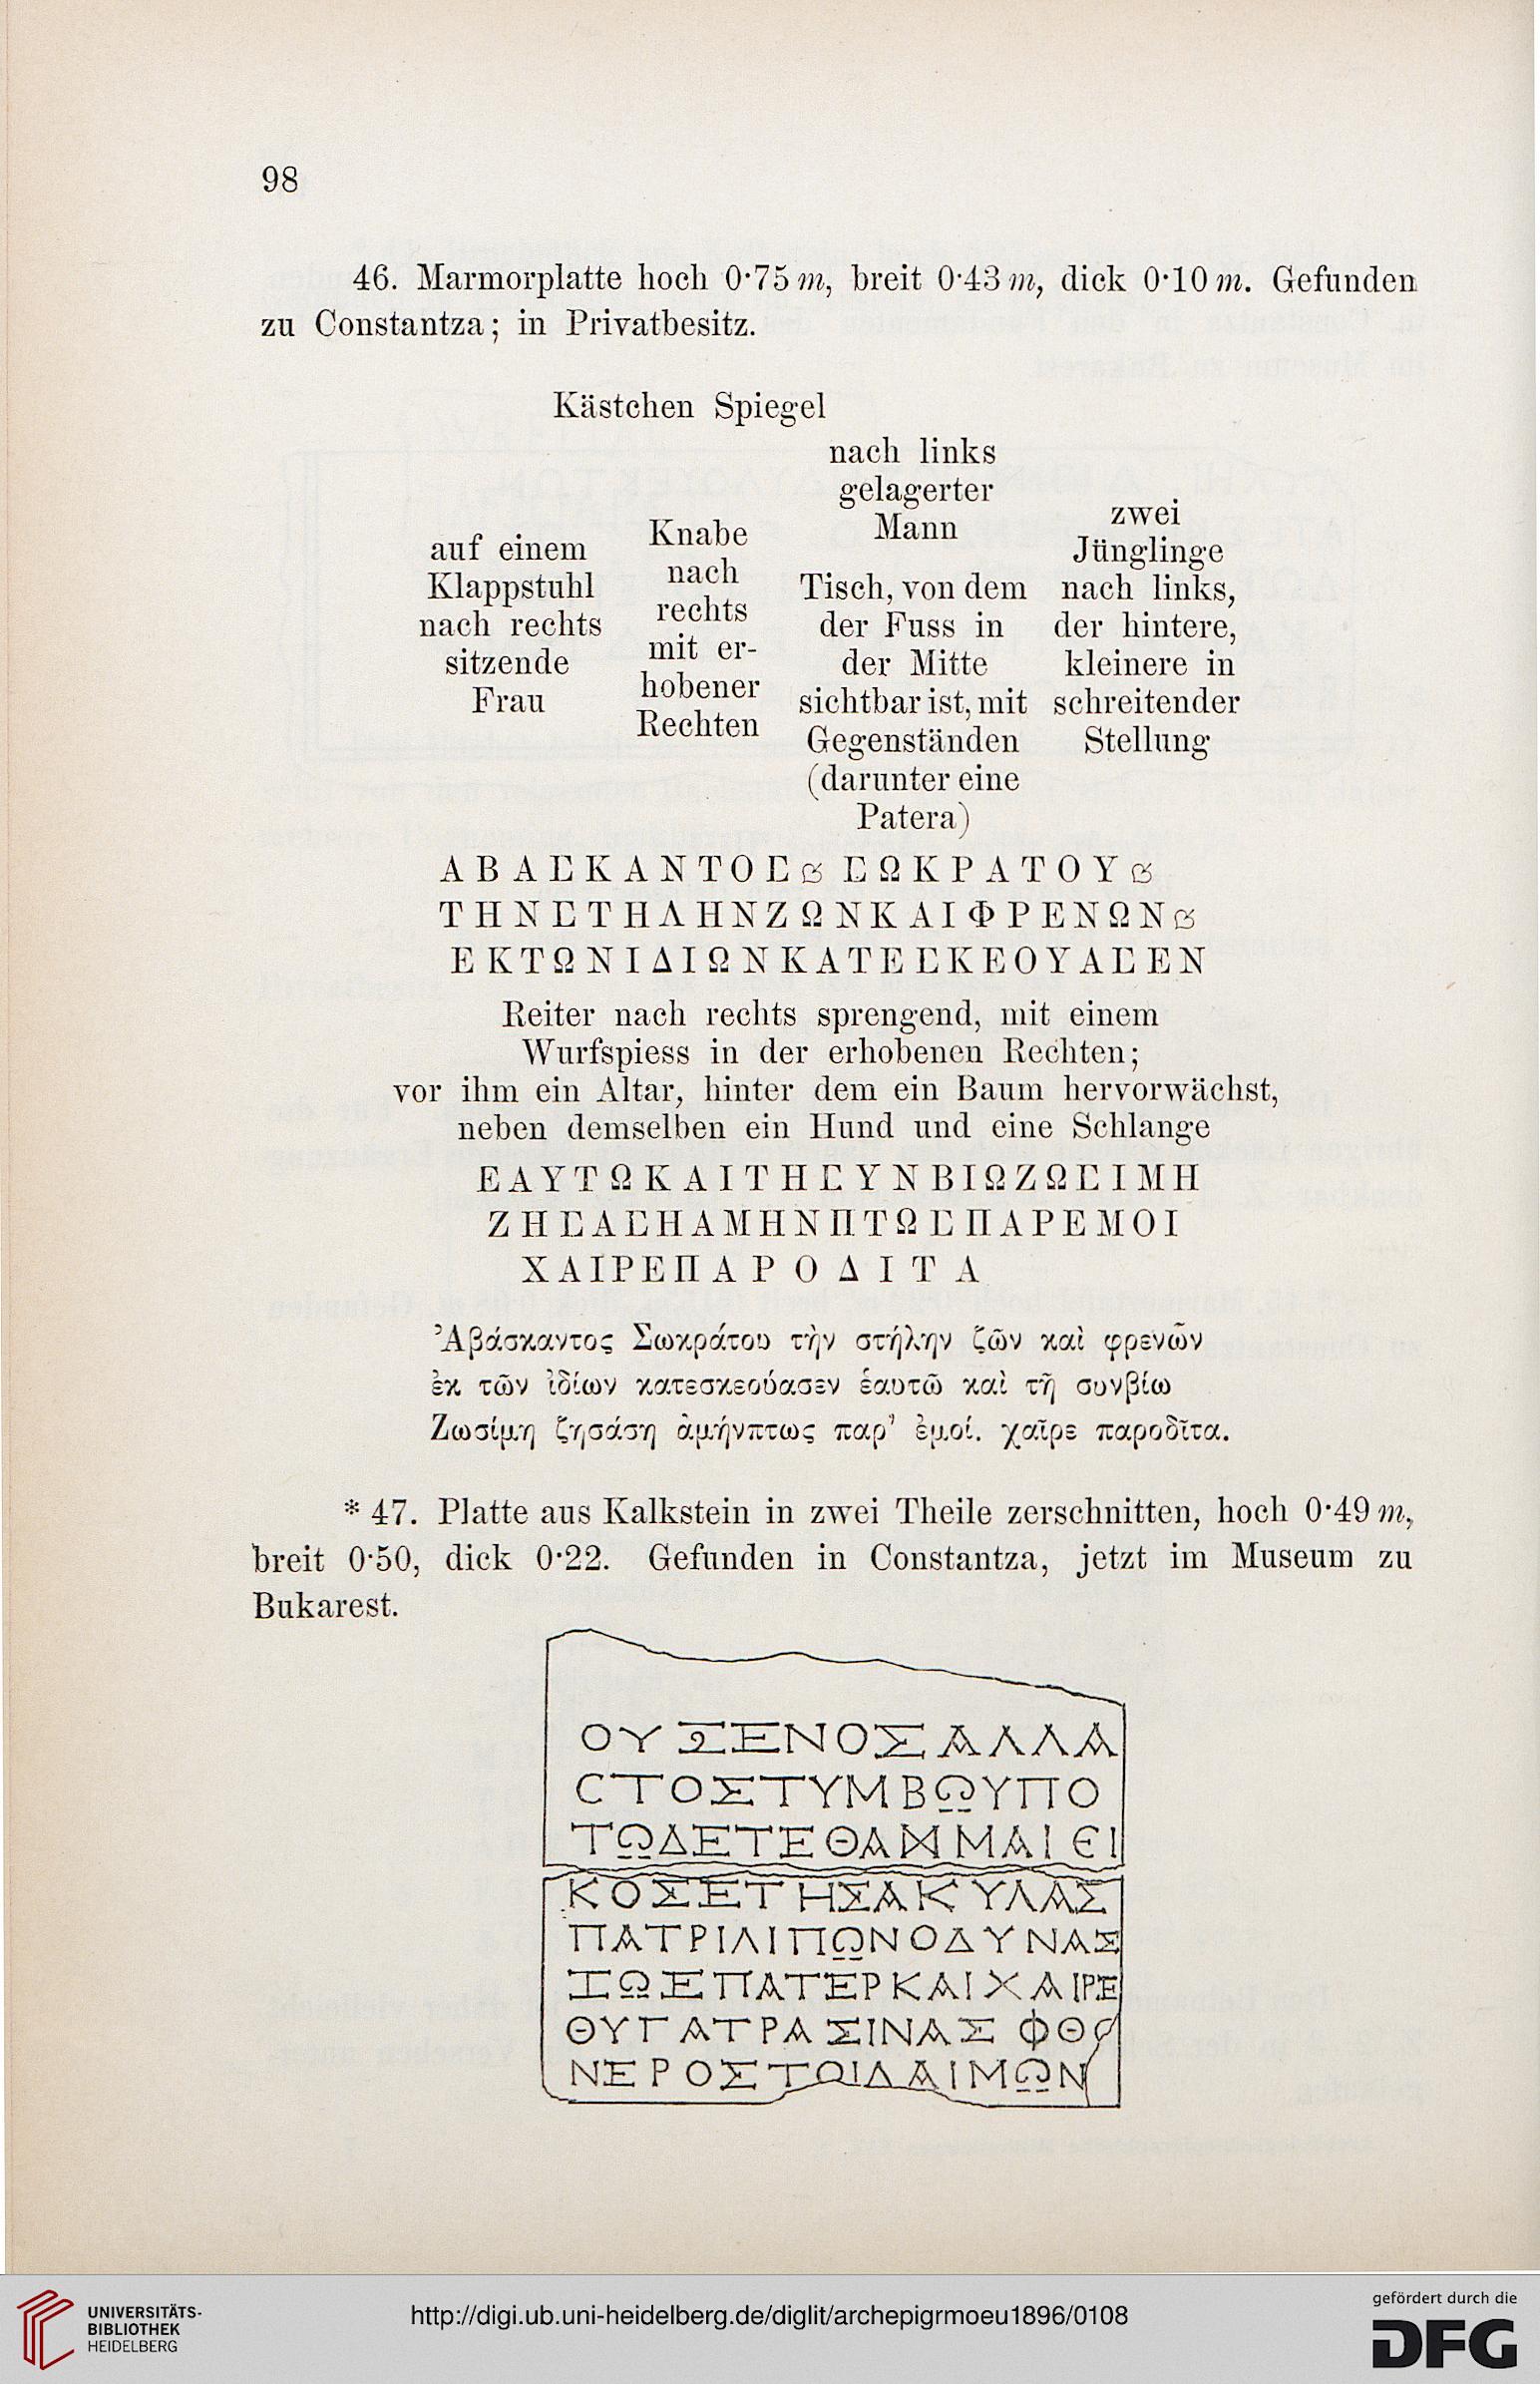 98
46. Marmorplatte hoch 0·75 m, breit 0·43 m, dick 0·10 m. Gefunden
zu Constantza; in Privatbesitz.
Kästchen Spiegel
auf einem
Klappstuhl
nach rechts
sitzende
Frau
Knabe
nach
rechts
mit er-
hobener
Rechten
nach links
gelagerter
Mann
Tisch, von dem
der Fuss in
der Mitte
sichtbar ist, mit
Gegenständen
(darunter eine
Patera)
zwei
Jünglinge
nach links,
der hintere,
kleinere in
schreitender
Stellung
ΑΒΑΣΚΑΝΤΟΣ ΣΩΚΡΑΤΟΥ
ΤΗΝΣΤΗΛΗΝΖΩΝΚΑΙΦΡΕΝΩΝ
ΕΚΤΩΝΙΔΙΩΝΚΑΤΕΣΚΕΟΥΑΣΕΝ
Reiter nach rechts sprengend, mit einem
Wurfspiess in der erhobenen Rechten;
vor ihm ein Altar, hinter dem ein Baum hervorwächst,
neben demselben ein Hund und eine Schlange
ΕΑΥΤΩΚΑΙΤΗΣΥΝΒΙΩΖΩΣΙΜΗ
ΖΗΣΑΣΗΑΜΗΝΠΤΩΣΠΑΡΕΜΟΙ
ΧΑΙΡΕΠΑΡΟΔΙΤΑ
Ἀβάσκαντος Σωκράτου τὴν στήλην ζῶν καὶ φρενῶν
ἐκ τῶν ἰδίων κατεσκεούασεν ἑαυτῶ καὶ τῆ συνβίω
Ζωσίμη ζησάση ἀμήνπτως παρ’ ἐμοί. χαῖρε παροδῖτα.
* 47. Platte aus Kalkstein in zwei Theile zerschnitten, hoch 0·49 m,
breit 0·50, dick 0·22. Gefunden in Constantza, jetzt im Museum zu
Bukarest.
ΟΥΞΕΝΟΣΑΛΛΑ
CΤΟΣΤΥΜΒΩΥΠΟ
ΤΩΔΕΤΕΘΑΜΜΑΙЄΙ
ΚΟΣΕΤΗΣΑΚΥΛΑΣ
ΠΑΤΡΙΛΙΠΩΝΟΔΥΝΑΣ
ΣΩΕΠΑΤΕΡΚΑΙΧΑΙΡΕ
ΘΥΓΑΤΡΑΣΙΝΑΣΦΘΟ
ΝΕΡΟΣΤΩΙΔΑΙΜΩΝ
UNIVERSITÄTS-
BIBLIOTHEK
HEIDELBERG
http://digi.ub.uni-heidelberg.de/diglit/archepigrmoeu1896/0108
gefördert durch die
DFG